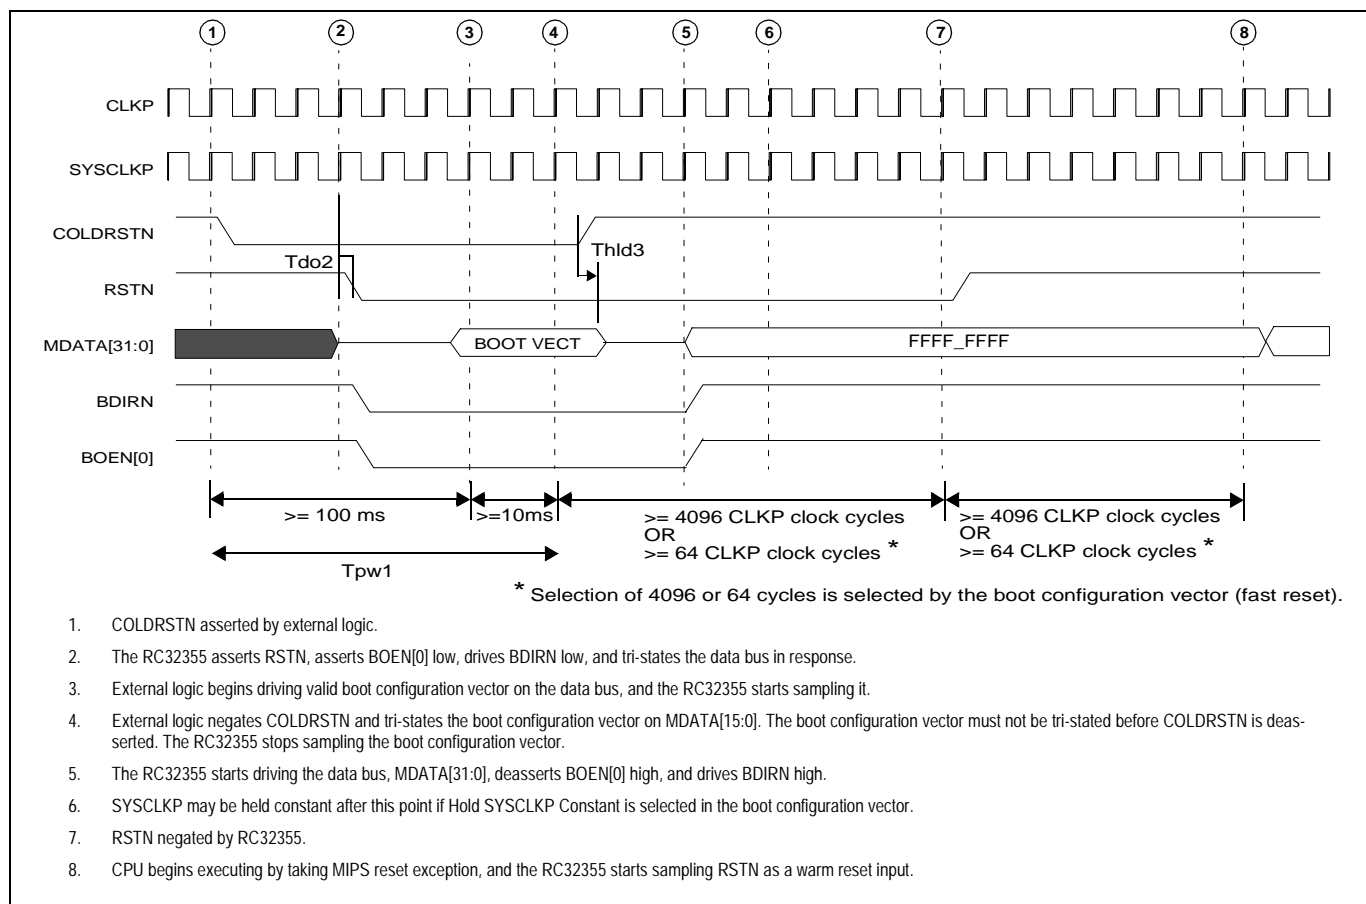 1 2 3 4 5 6 7 8
CLKP
SYSCLKP
COLDRSTN
Thld3
Tdo2
RSTN
MDATA[31:0]
BOOT VECT
FFFF_FFFF
BDIRN
BOEN[0]
>= 100 ms
>=10ms
>= 4096 CLKP clock cycles
OR
>= 64 CLKP clock cycles *
>= 4096 CLKP clock cycles
OR
>= 64 CLKP clock cycles *
Tpw1
* Selection of 4096 or 64 cycles is selected by the boot configuration vector (fast reset).
1. COLDRSTN asserted by external logic.
2. The RC32355 asserts RSTN, asserts BOEN[0] low, drives BDIRN low, and tri-states the data bus in response.
3. External logic begins driving valid boot configuration vector on the data bus, and the RC32355 starts sampling it.
4. External logic negates COLDRSTN and tri-states the boot configuration vector on MDATA[15:0]. The boot configuration vector must not be tri-stated before COLDRSTN is deas-
serted. The RC32355 stops sampling the boot configuration vector.
5. The RC32355 starts driving the data bus, MDATA[31:0], deasserts BOEN[0] high, and drives BDIRN high.
6. SYSCLKP may be held constant after this point if Hold SYSCLKP Constant is selected in the boot configuration vector.
7. RSTN negated by RC32355.
8. CPU begins executing by taking MIPS reset exception, and the RC32355 starts sampling RSTN as a warm reset input.